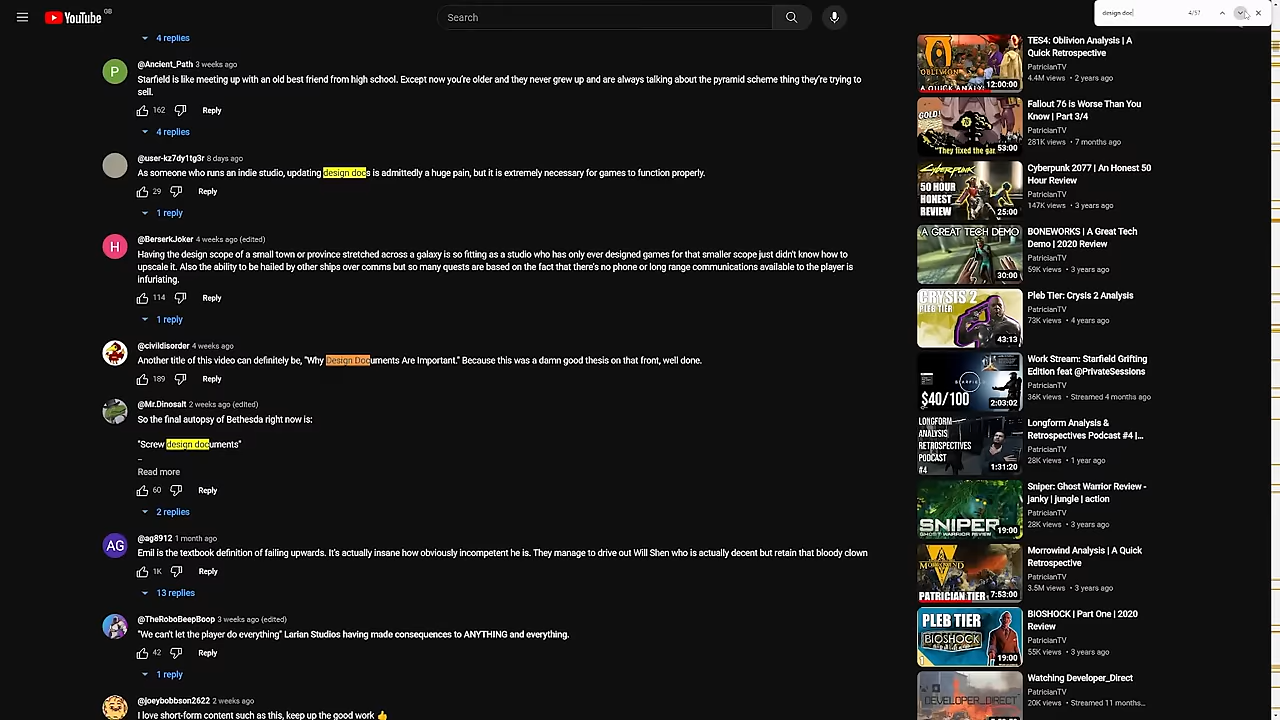 YouTube GB
Search
design doc
4/57
4 replies
@Ancient_Path 3 weeks ago
Starfield is like meeting up with an old best friend from high school. Except now you're older and they never grew up and are always talking about the pyramid scheme thing they're trying to
sell.
162 Reply
4 replies
@user-kz7dy1tg3r 8 days ago
As someone who runs an indie studio, updating design docs is admittedly a huge pain, but it is extremely necessary for games to function properly.
29 Reply
1 reply
@BerserkJoker 4 weeks ago (edited)
Having the design scope of a small town or province stretched across a galaxy is so fitting as a studio who has only ever designed games for that smaller scope just didn't know how to
upscale it. Also the ability to be hailed by other ships over comms but so many quests are based on the fact that there's no phone or long range communications available to the player is
infuriating.
114 Reply
1 reply
@civildisorder 4 weeks ago
Another title of this video can definitely be, "Why Design Documents Are Important." Because this was a damn good thesis on that front, well done.
189 Reply
H
@Mr.Dinosalt 2 weeks ago (edited)
So the final autopsy of Bethesda right now is:
"Screw design documents"
_
Read more
60 Reply
2 replies
AG
@ag8912 1 month ago
Emil is the textbook definition of failing upwards. It's actually insane how obviously incompetent he is. They manage to drive out Will Shen who is actually decent but retain that bloody clown
1K Reply
13 replies
@TheRoboBeepBoop 3 weeks ago (edited)
"We can't let the player do everything" Larian Studios having made consequences to ANYTHING and everything.
42 Reply
1 reply
@joeybobbson2622 2 weeks ago
I love short-form content such as this, keep up the good work 👍
P
OBLIVION
A QUICK ANALY
12:00:00
TES4: Oblivion Analysis | A
Quick Retrospective
PatricianTV
4.4M views • 2 years ago
GOLD!
"They fixed the gam
53:00
Fallout 76 is Worse Than You
Know | Part 3/4
PatricianTV
281K views • 7 months ago
CYBERPUNK
50 HOUR
HONEST
REVIEW
25:00
Cyberpunk 2077 | An Honest 50
Hour Review
PatricianTV
147K views • 3 years ago
A GREAT TECH DEMO
30:00
BONEWORKS | A Great Tech
Demo | 2020 Review
PatricianTV
59K views • 3 years ago
CRYSIS 2
PLEB TIER
43:13
Pleb Tier: Crysis 2 Analysis
PatricianTV
73K views • 4 years ago
STARFIELD
$40/100
2:03:02
Work Stream: Starfield Grifting
Edition feat @PrivateSessions
PatricianTV
36K views • Streamed 4 months ago
LONGFORM
ANALYSIS
RETROSPECTIVES
PODCAST
#4
1:31:20
Longform Analysis &
Retrospectives Podcast #4 |...
PatricianTV
28K views • 1 year ago
SNIPER
GHOST WARRIOR REVIEW
19:00
Sniper: Ghost Warrior Review -
janky | jungle | action
PatricianTV
28K views • 3 years ago
MORROWIND
PATRICIAN TIER
7:53:00
Morrowind Analysis | A Quick
Retrospective
PatricianTV
3.5M views • 3 years ago
PLEB TIER
BIOSHOCK
19:00
BIOSHOCK | Part One | 2020
Review
PatricianTV
55K views • 3 years ago
DEVELOPER_DIRECT
Watching Developer_Direct
PatricianTV
20K views • Streamed 11 months...